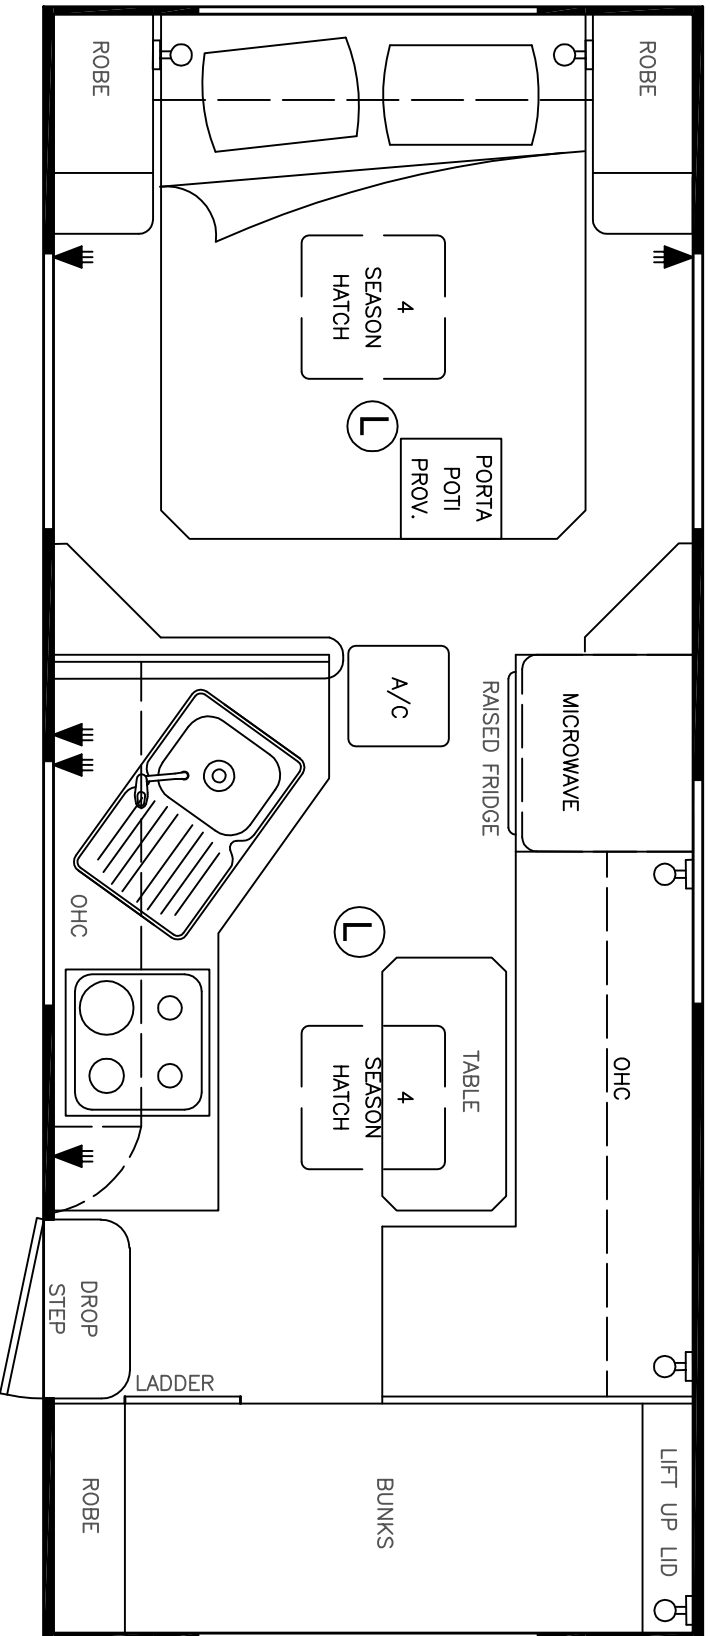 ROBE
ROBE
4
SEASON
HATCH
L
PORTA
POTI
PROV.
A/C
RAISED FRIDGE
MICROWAVE
OHC
L
OHC
TABLE
4
SEASON
HATCH
DROP
STEP
LADDER
ROBE
BUNKS
LIFT UP LID